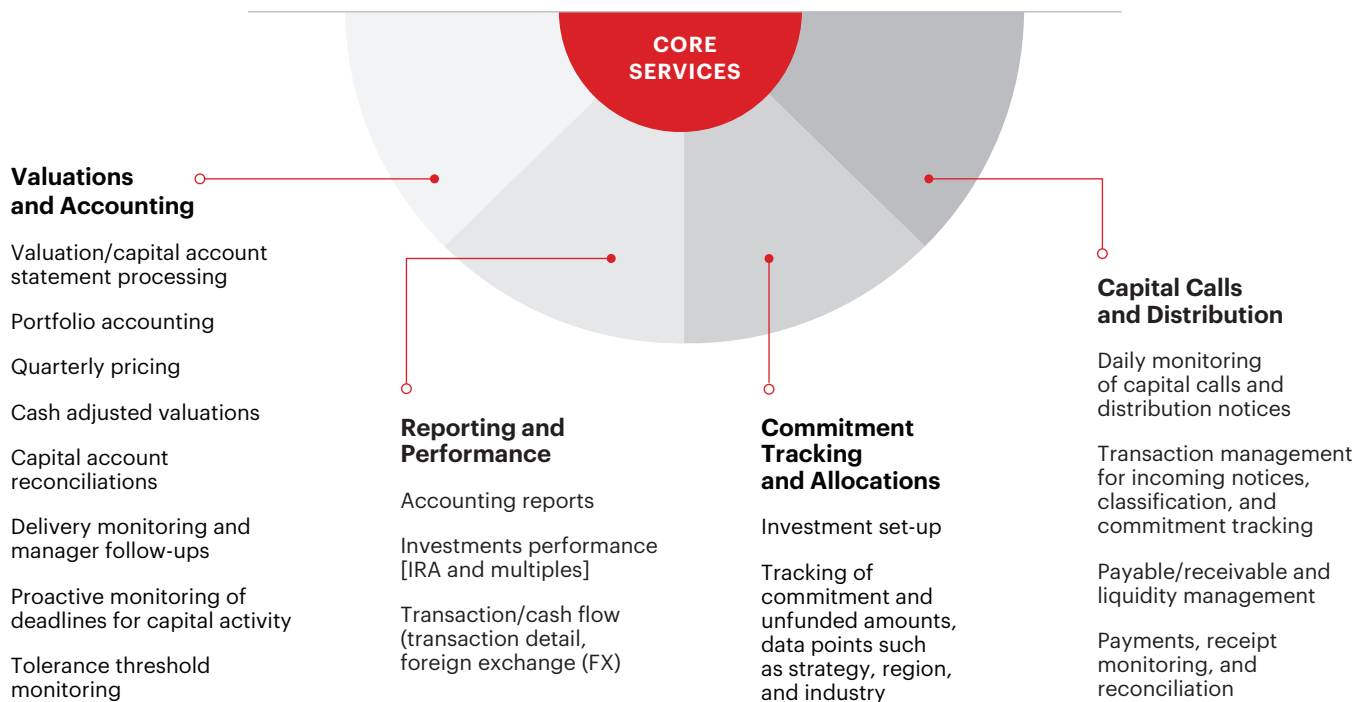 CORE
SERVICES
Valuations
and Accounting
Valuation/capital account
statement processing
Portfolio accounting
Quarterly pricing
Cash adjusted valuations
Capital account
reconciliations
Delivery monitoring and
manager follow-ups
Proactive monitoring of
deadlines for capital activity
Tolerance threshold
monitoring
Reporting and
Performance
Accounting reports
Investments performance
[IRA and multiples]
Transaction/cash flow
(transaction detail,
foreign exchange (FX)
Commitment
Tracking
and Allocations
Investment set-up
Tracking of
commitment and
unfunded amounts,
data points such
as strategy, region,
and industry
Capital Calls
and Distribution
Daily monitoring
of capital calls and
distribution notices
Transaction management
for incoming notices,
classification, and
commitment tracking
Payable/receivable and
liquidity management
Payments, receipt
monitoring, and
reconciliation